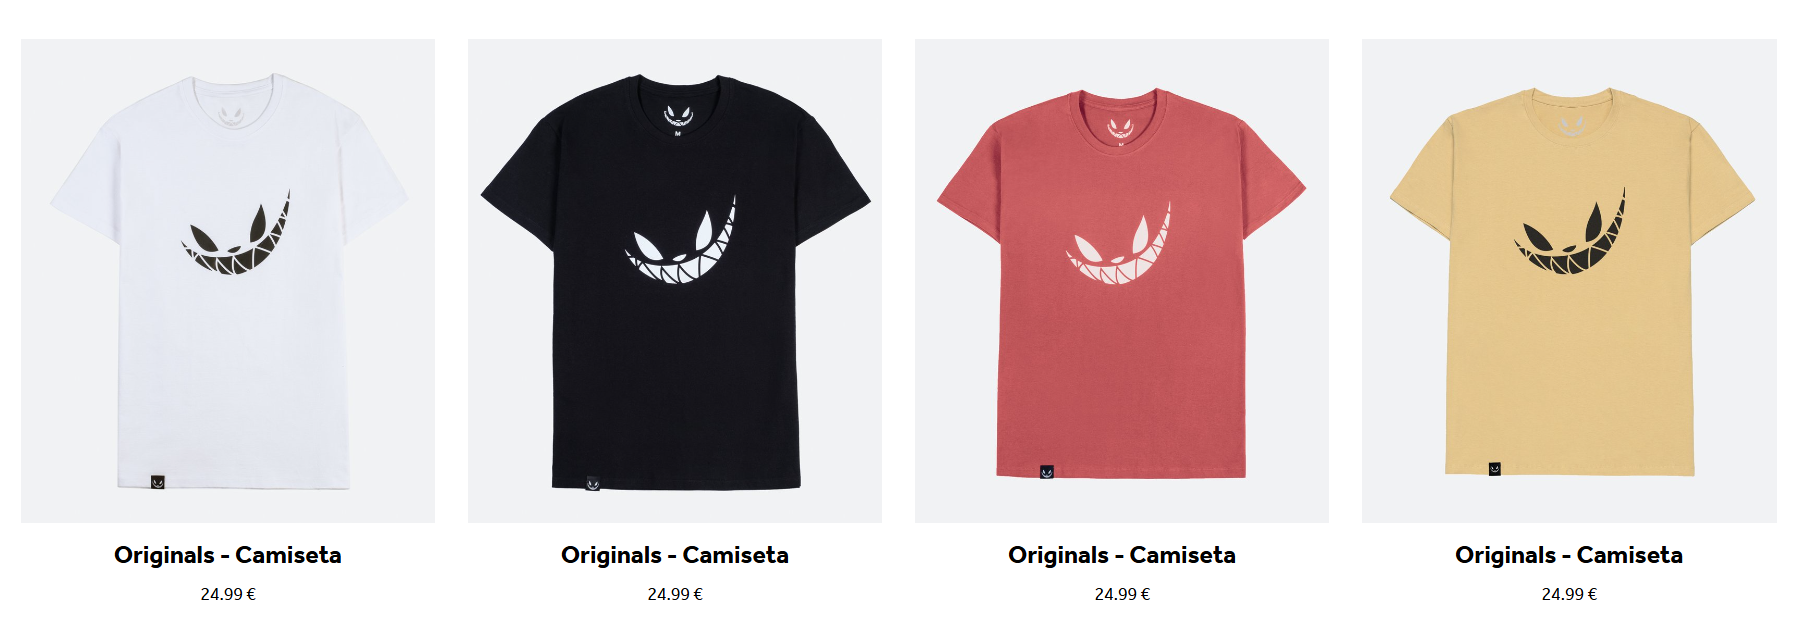 M
M
Originals - Camiseta
Originals - Camiseta
Originals - Camiseta
Originals - Camiseta
24.99 €
24.99 €
24.99 €
24.99 €